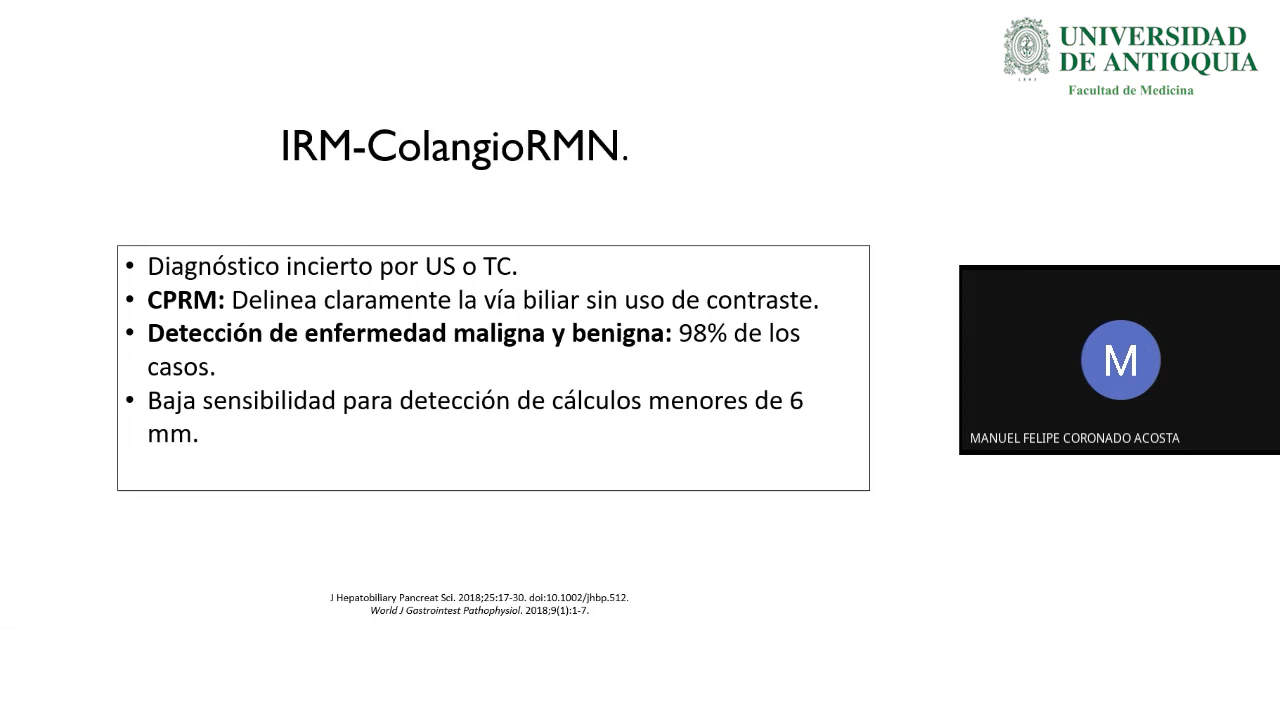 UNIVERSIDAD
DE ANTIOQUIA
1803
Facultad de Medicina
IRM-ColangioRMN.
• Diagnóstico incierto por US o TC.
• CPRM: Delinea claramente la vía biliar sin uso de contraste.
• Detección de enfermedad maligna y benigna: 98% de los
casos.
• Baja sensibilidad para detección de cálculos menores de 6
mm.
M
MANUEL FELIPE CORONADO ACOSTA
J Hepatobiliary Pancreat Sci. 2018;25:17-30. doi:10.1002/jhbp.512.
World J Gastrointest Pathophysiol. 2018;9(1):1-7.